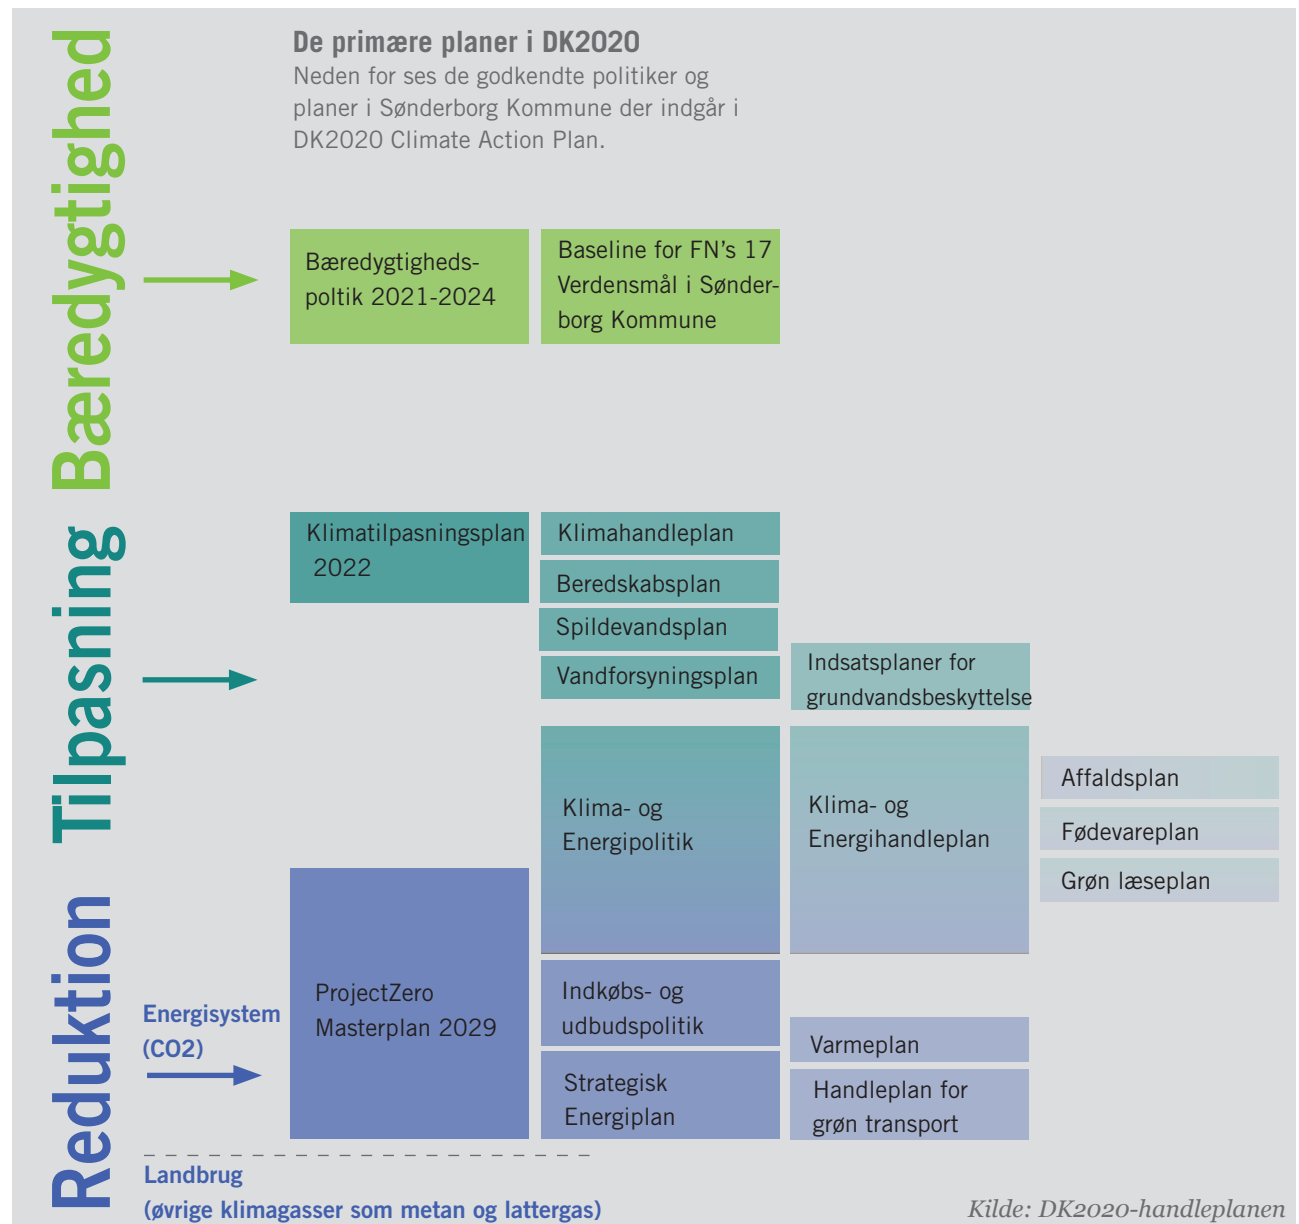 De primære planer i DK2020
Neden for ses de godkendte politiker og
planer i Sønderborg Kommune der indgår i
DK2020 Climate Action Plan.
Bæredygtighed
Bæredygtigheds-
poltik 2021-2024
Baseline for FN's 17
Verdensmål i Sønder-
borg Kommune
Tilpasning
Klimatilpasningsplan
2022
Klimahandleplan
Beredskabsplan
Spildevandsplan
Vandforsyningsplan
Indsatsplaner for
grundvandsbeskyttelse
Klima- og
Energipolitik
Klima- og
Energihandleplan
Affaldsplan
Fødevareplan
Grøn læseplan
Reduktion
Energisystem
(CO2)
ProjectZero
Masterplan 2029
Indkøbs- og
udbudspolitik
Strategisk
Energiplan
Varmeplan
Handleplan for
grøn transport
Landbrug
(øvrige klimagasser som metan og lattergas)
Kilde: DK2020-handleplanen